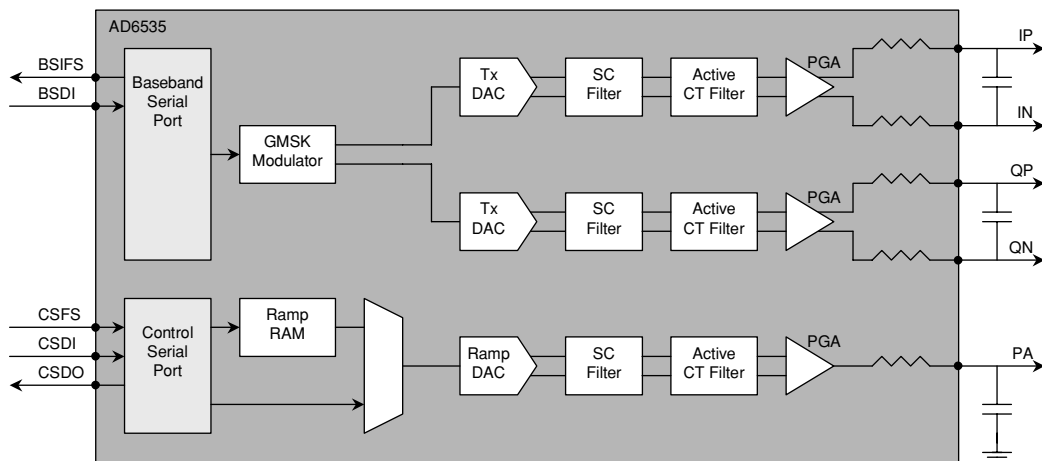 AD6535
BSIFS
BSDI
Baseband
Serial
Port
GMSK
Modulator
Tx
DAC
SC
Filter
Active
CT Filter
PGA
IP
IN
Tx
DAC
SC
Filter
Active
CT Filter
PGA
QP
QN
CSFS
CSDI
CSDO
Control
Serial
Port
Ramp
RAM
Ramp
DAC
SC
Filter
Active
CT Filter
PGA
PA